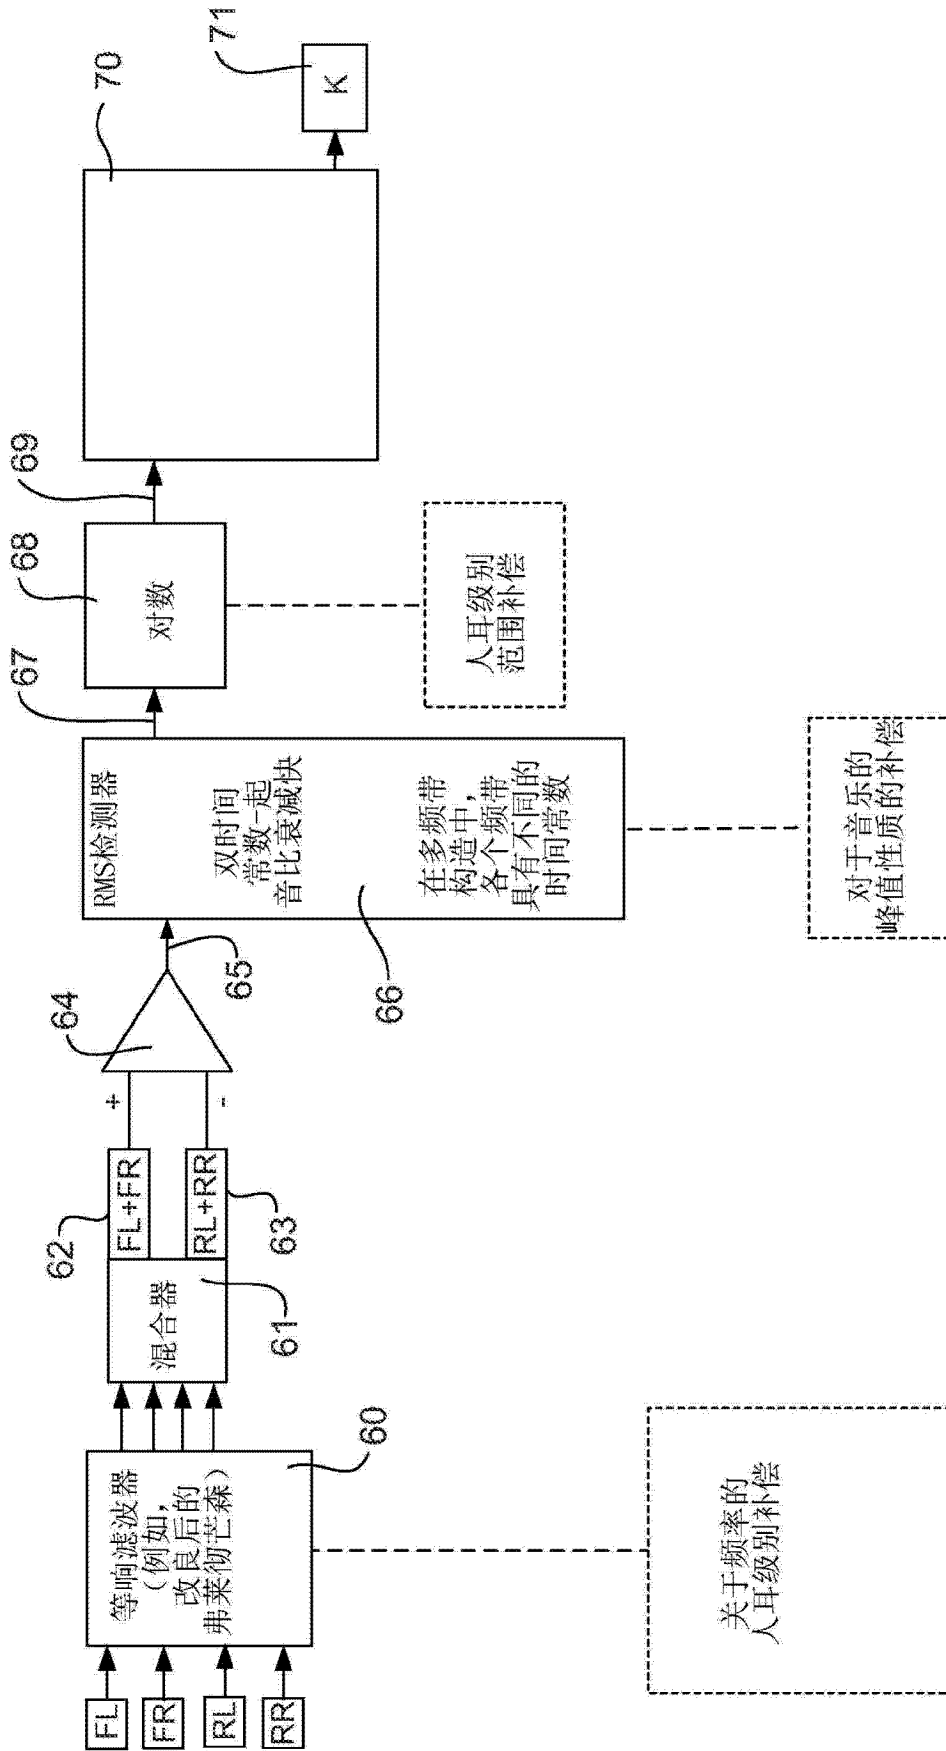 FL
FR
RL
RR
等响滤波器
（例如，
改良后的
弗莱彻芒森）
60
关于频率的
人耳级别补偿
混合器
61
FL+FR
62
RL+RR
63
+
-
64
65
RMS检测器
双时间
常数-起
音比衰减快
在多频带
构造中，
各个频带
具有不同的
时间常数
66
对于音乐的
峰值性质的补偿
67
对数
68
人耳级别
范围补偿
69
70
K
71